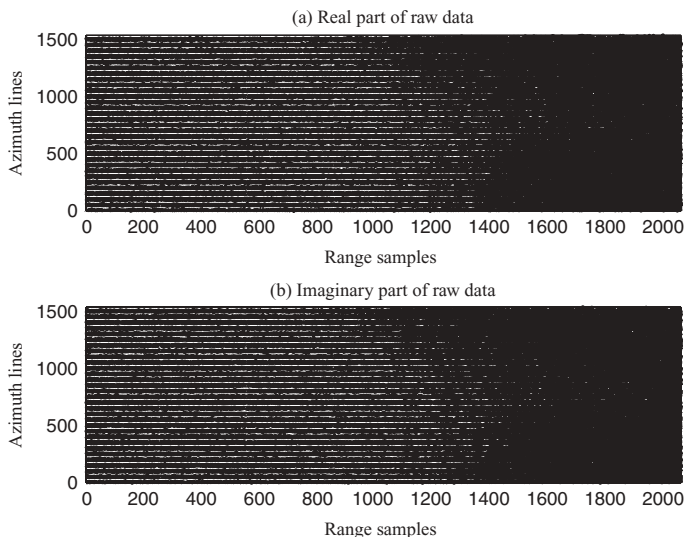 (a) Real part of raw data
1500
1000
500
0
Azimuth lines
0 200 400 600 800 1000 1200 1400 1600 1800 2000
Range samples
(b) Imaginary part of raw data
1500
1000
500
0
Azimuth lines
0 200 400 600 800 1000 1200 1400 1600 1800 2000
Range samples